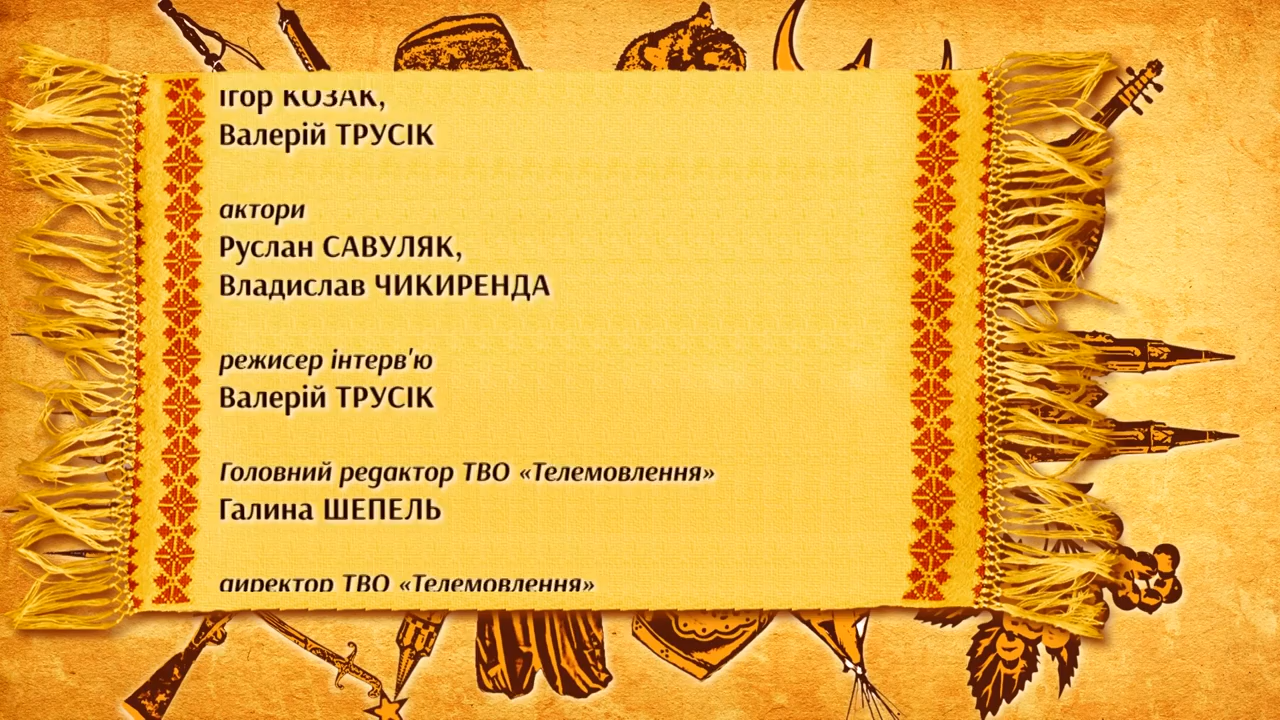 Ігор КОЗАК,
Валерій ТРУСІК
актори
Руслан САВУЛЯК,
Владислав ЧИКИРЕНДА
режисер інтерв'ю
Валерій ТРУСІК
Головний редактор ТВО «Телемовлення»
Галина ШЕПЕЛЬ
директор ТВО «Телемовлення»